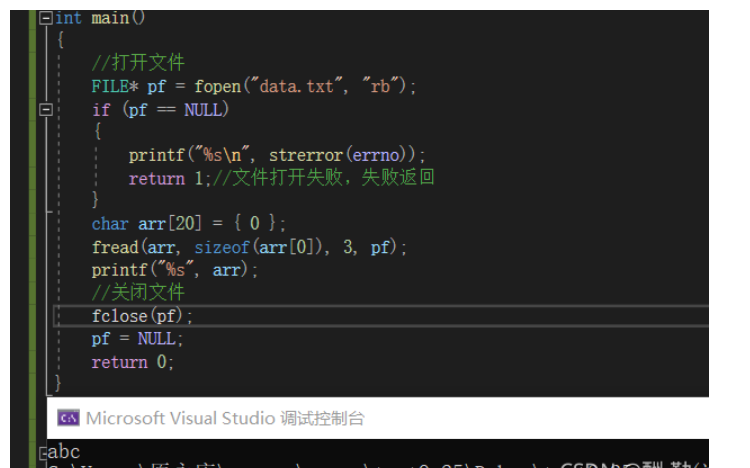 int main()
{
//打开文件
FILE* pf = fopen("data.txt", "rb");
if (pf == NULL)
{
printf("%s\n", strerror(errno));
return 1;//文件打开失败，失败返回
}
char arr[20] = { 0 };
fread(arr, sizeof(arr[0]), 3, pf);
printf("%s", arr);
//关闭文件
fclose(pf);
pf = NULL;
return 0;
}
Microsoft Visual Studio 调试控制台
abc